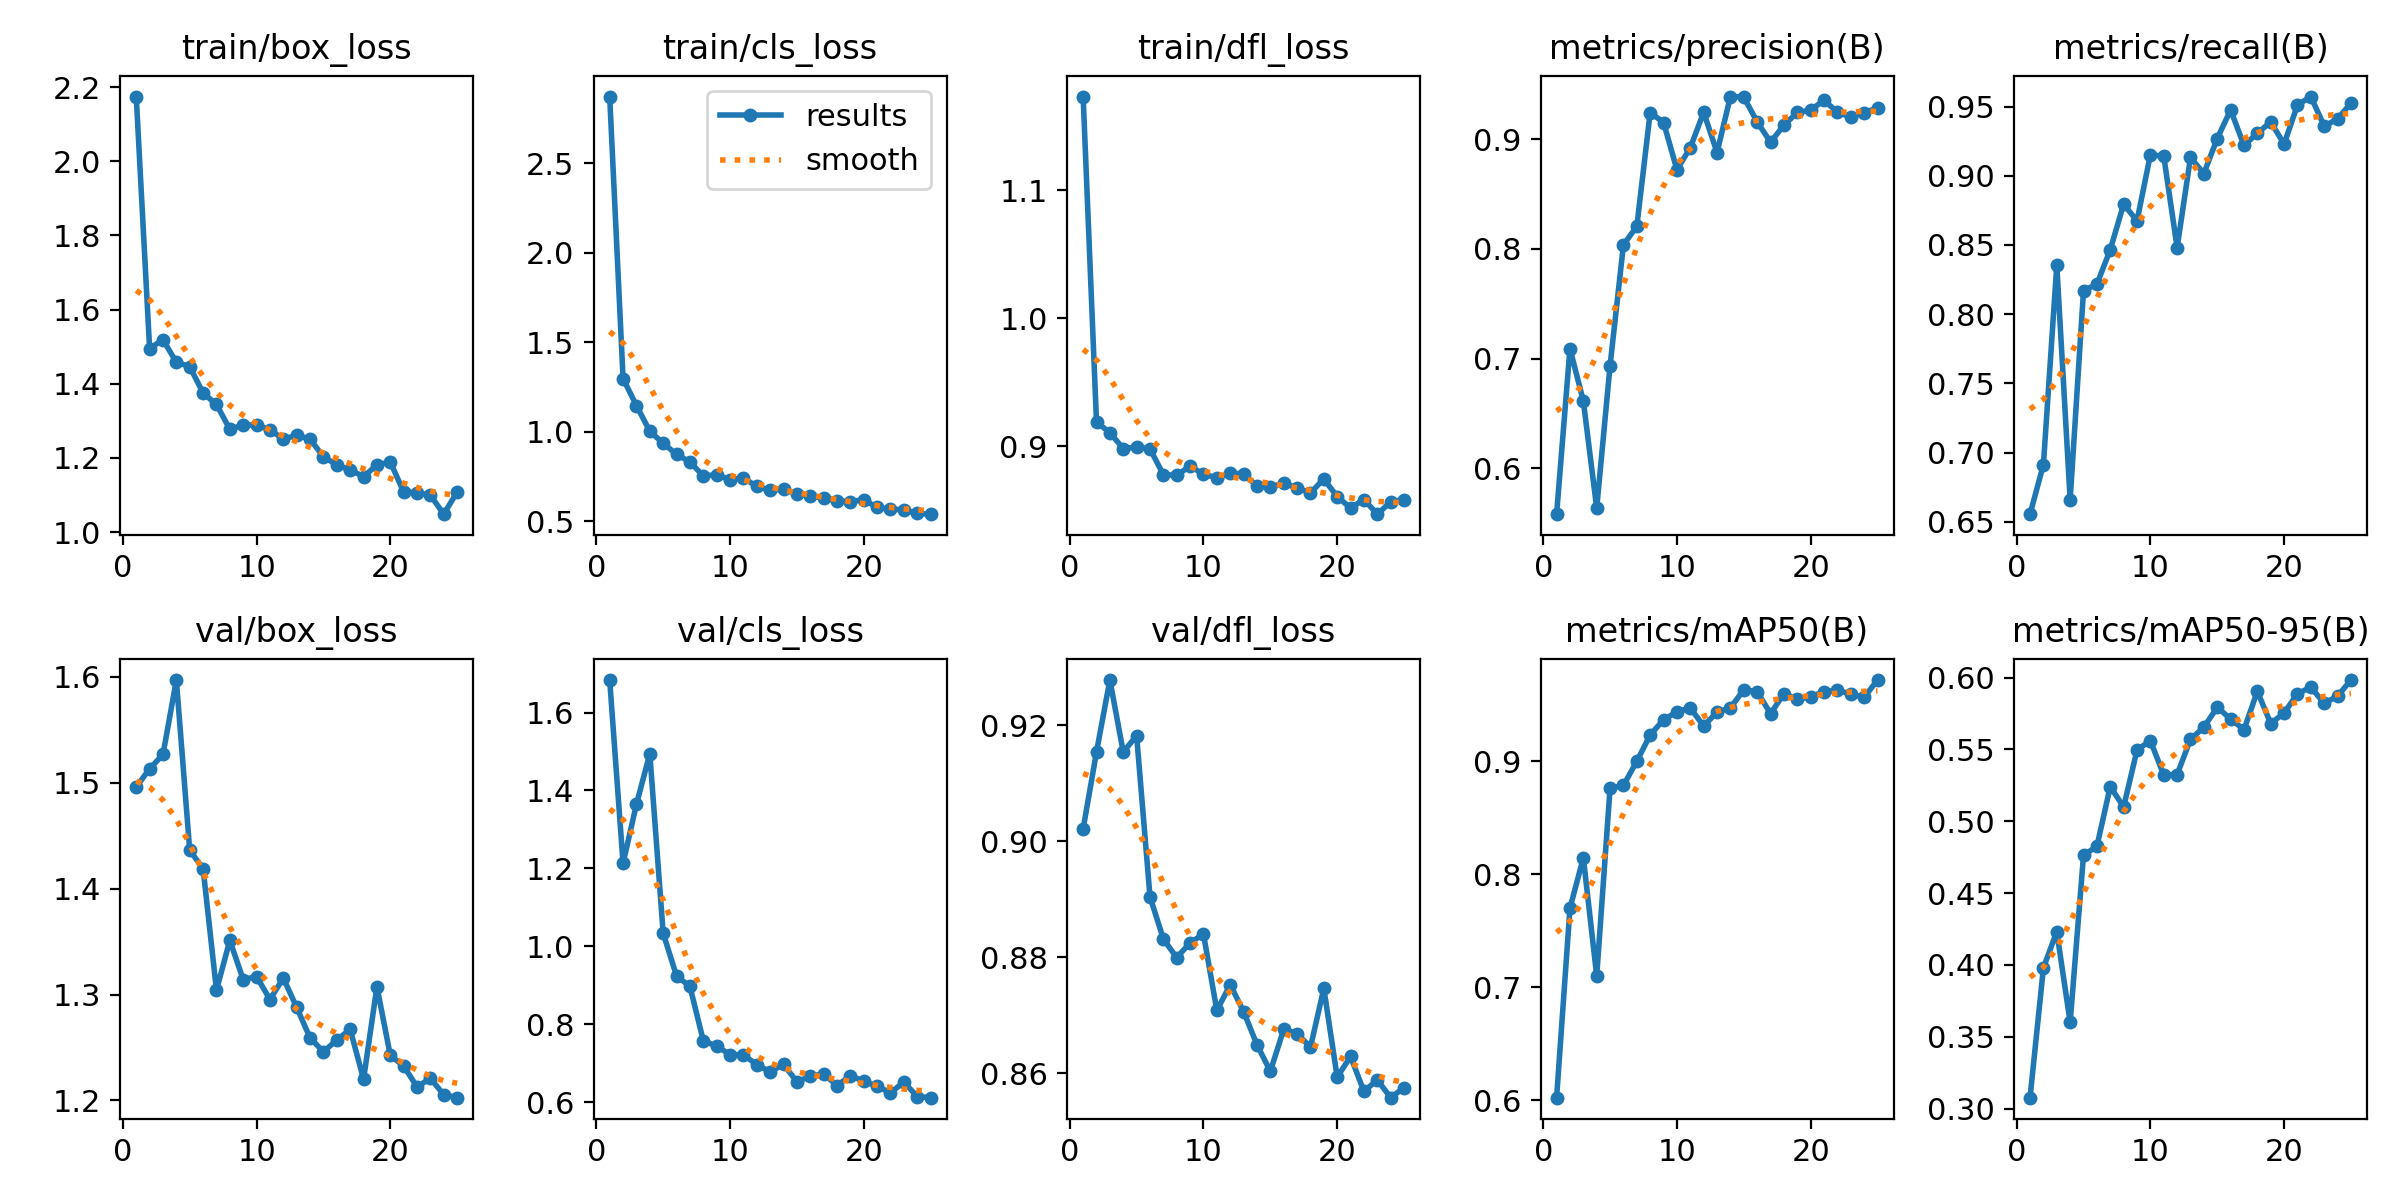 train/box_loss
2.2
2.0
1.8
1.6
1.4
1.2
1.0
0 10 20
train/cls_loss
results
smooth
2.5
2.0
1.5
1.0
0.5
0 10 20
train/dfl_loss
1.1
1.0
0.9
0 10 20
metrics/precision(B)
0.9
0.8
0.7
0.6
0 10 20
metrics/recall(B)
0.95
0.90
0.85
0.80
0.75
0.70
0.65
0 10 20
val/box_loss
1.6
1.5
1.4
1.3
1.2
0 10 20
val/cls_loss
1.6
1.4
1.2
1.0
0.8
0.6
0 10 20
val/dfl_loss
0.92
0.90
0.88
0.86
0 10 20
metrics/mAP50(B)
0.9
0.8
0.7
0.6
0 10 20
metrics/mAP50-95(B)
0.60
0.55
0.50
0.45
0.40
0.35
0.30
0 10 20